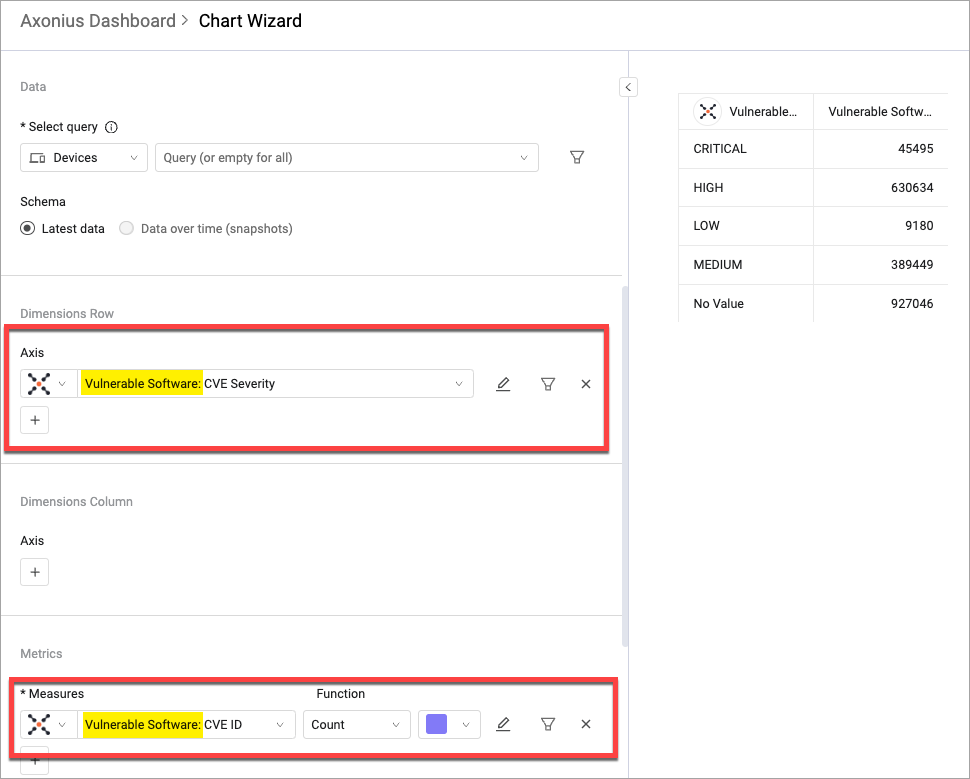 Axonius Dashboard > Chart Wizard
Data
* Select query
Devices
Query (or empty for all)
Schema
Latest data
Data over time (snapshots)
Dimensions Row
Axis
Vulnerable Software: CVE Severity
+
Dimensions Column
Axis
+
Metrics
* Measures Function
Vulnerable Software: CVE ID Count
+
Vulnerable... Vulnerable Softw...
CRITICAL 45495
HIGH 630634
LOW 9180
MEDIUM 389449
No Value 927046